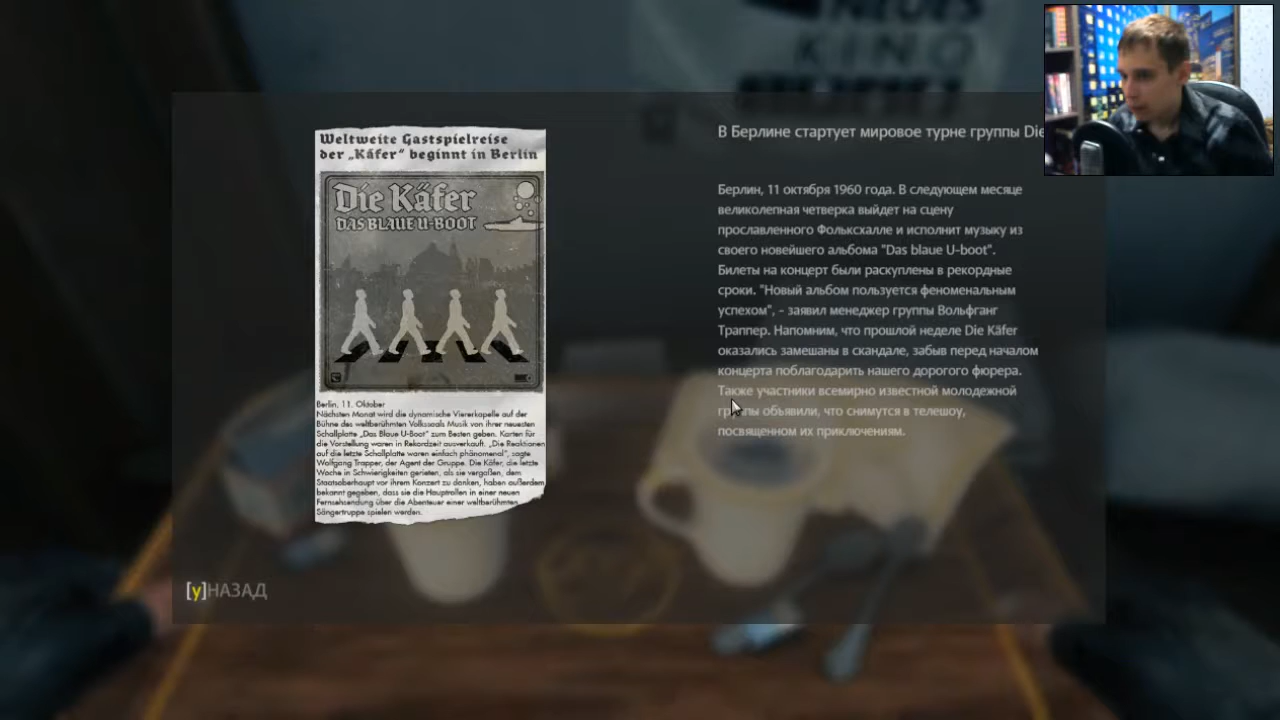 NEUES
KINO
Weltweite Gastspielreise
der „Käfer“ beginnt in Berlin
Die Käfer
DAS BLAUE U-BOOT
Berlin, 11. Oktober
Nächsten Monat wird die dynamische Viererkapelle auf der
Bühne des weltberühmten Volkssaals Musik von ihrer neuesten
Schallplatte „Das Blaue U-Boot“ zum Besten geben. Karten für
die Vorstellung waren in Rekordzeit ausverkauft. „Die Reaktionen
auf die letzte Schallplatte waren einfach phänomenal“, sagte
Wolfgang Trapper, der Agent der Gruppe. Die Käfer, die letzte
Woche in Schwierigkeiten gerieten, als sie vergaßen, dem
Staatsoberhaupt vor ihrem Konzert zu danken, haben außerdem
bekannt gegeben, dass sie die Hauptrollen in einer neuen
Fernsehsendung über die Abenteuer einer weltberühmten
Sängertruppe spielen werden.
В Берлине стартует мировое турне группы Die
Берлин, 11 октября 1960 года. В следующем месяце
великолепная четверка выйдет на сцену
прославленного Фольксхалле и исполнит музыку из
своего новейшего альбома "Das blaue U-boot".
Билеты на концерт были раскуплены в рекордные
сроки. "Новый альбом пользуется феноменальным
успехом", - заявил менеджер группы Вольфганг
Траппер. Напомним, что прошлой неделе Die Käfer
оказались замешаны в скандале, забыв перед началом
концерта поблагодарить нашего дорогого фюрера.
Также участники всемирно известной молодежной
группы объявили, что снимутся в телешоу,
посвященном их приключениям.
[y]НАЗАД